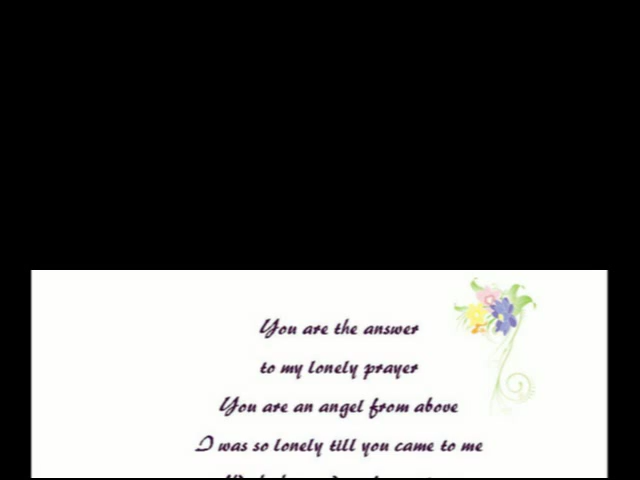 You are the answer
to my lonely prayer
You are an angel from above
I was so lonely till you came to me